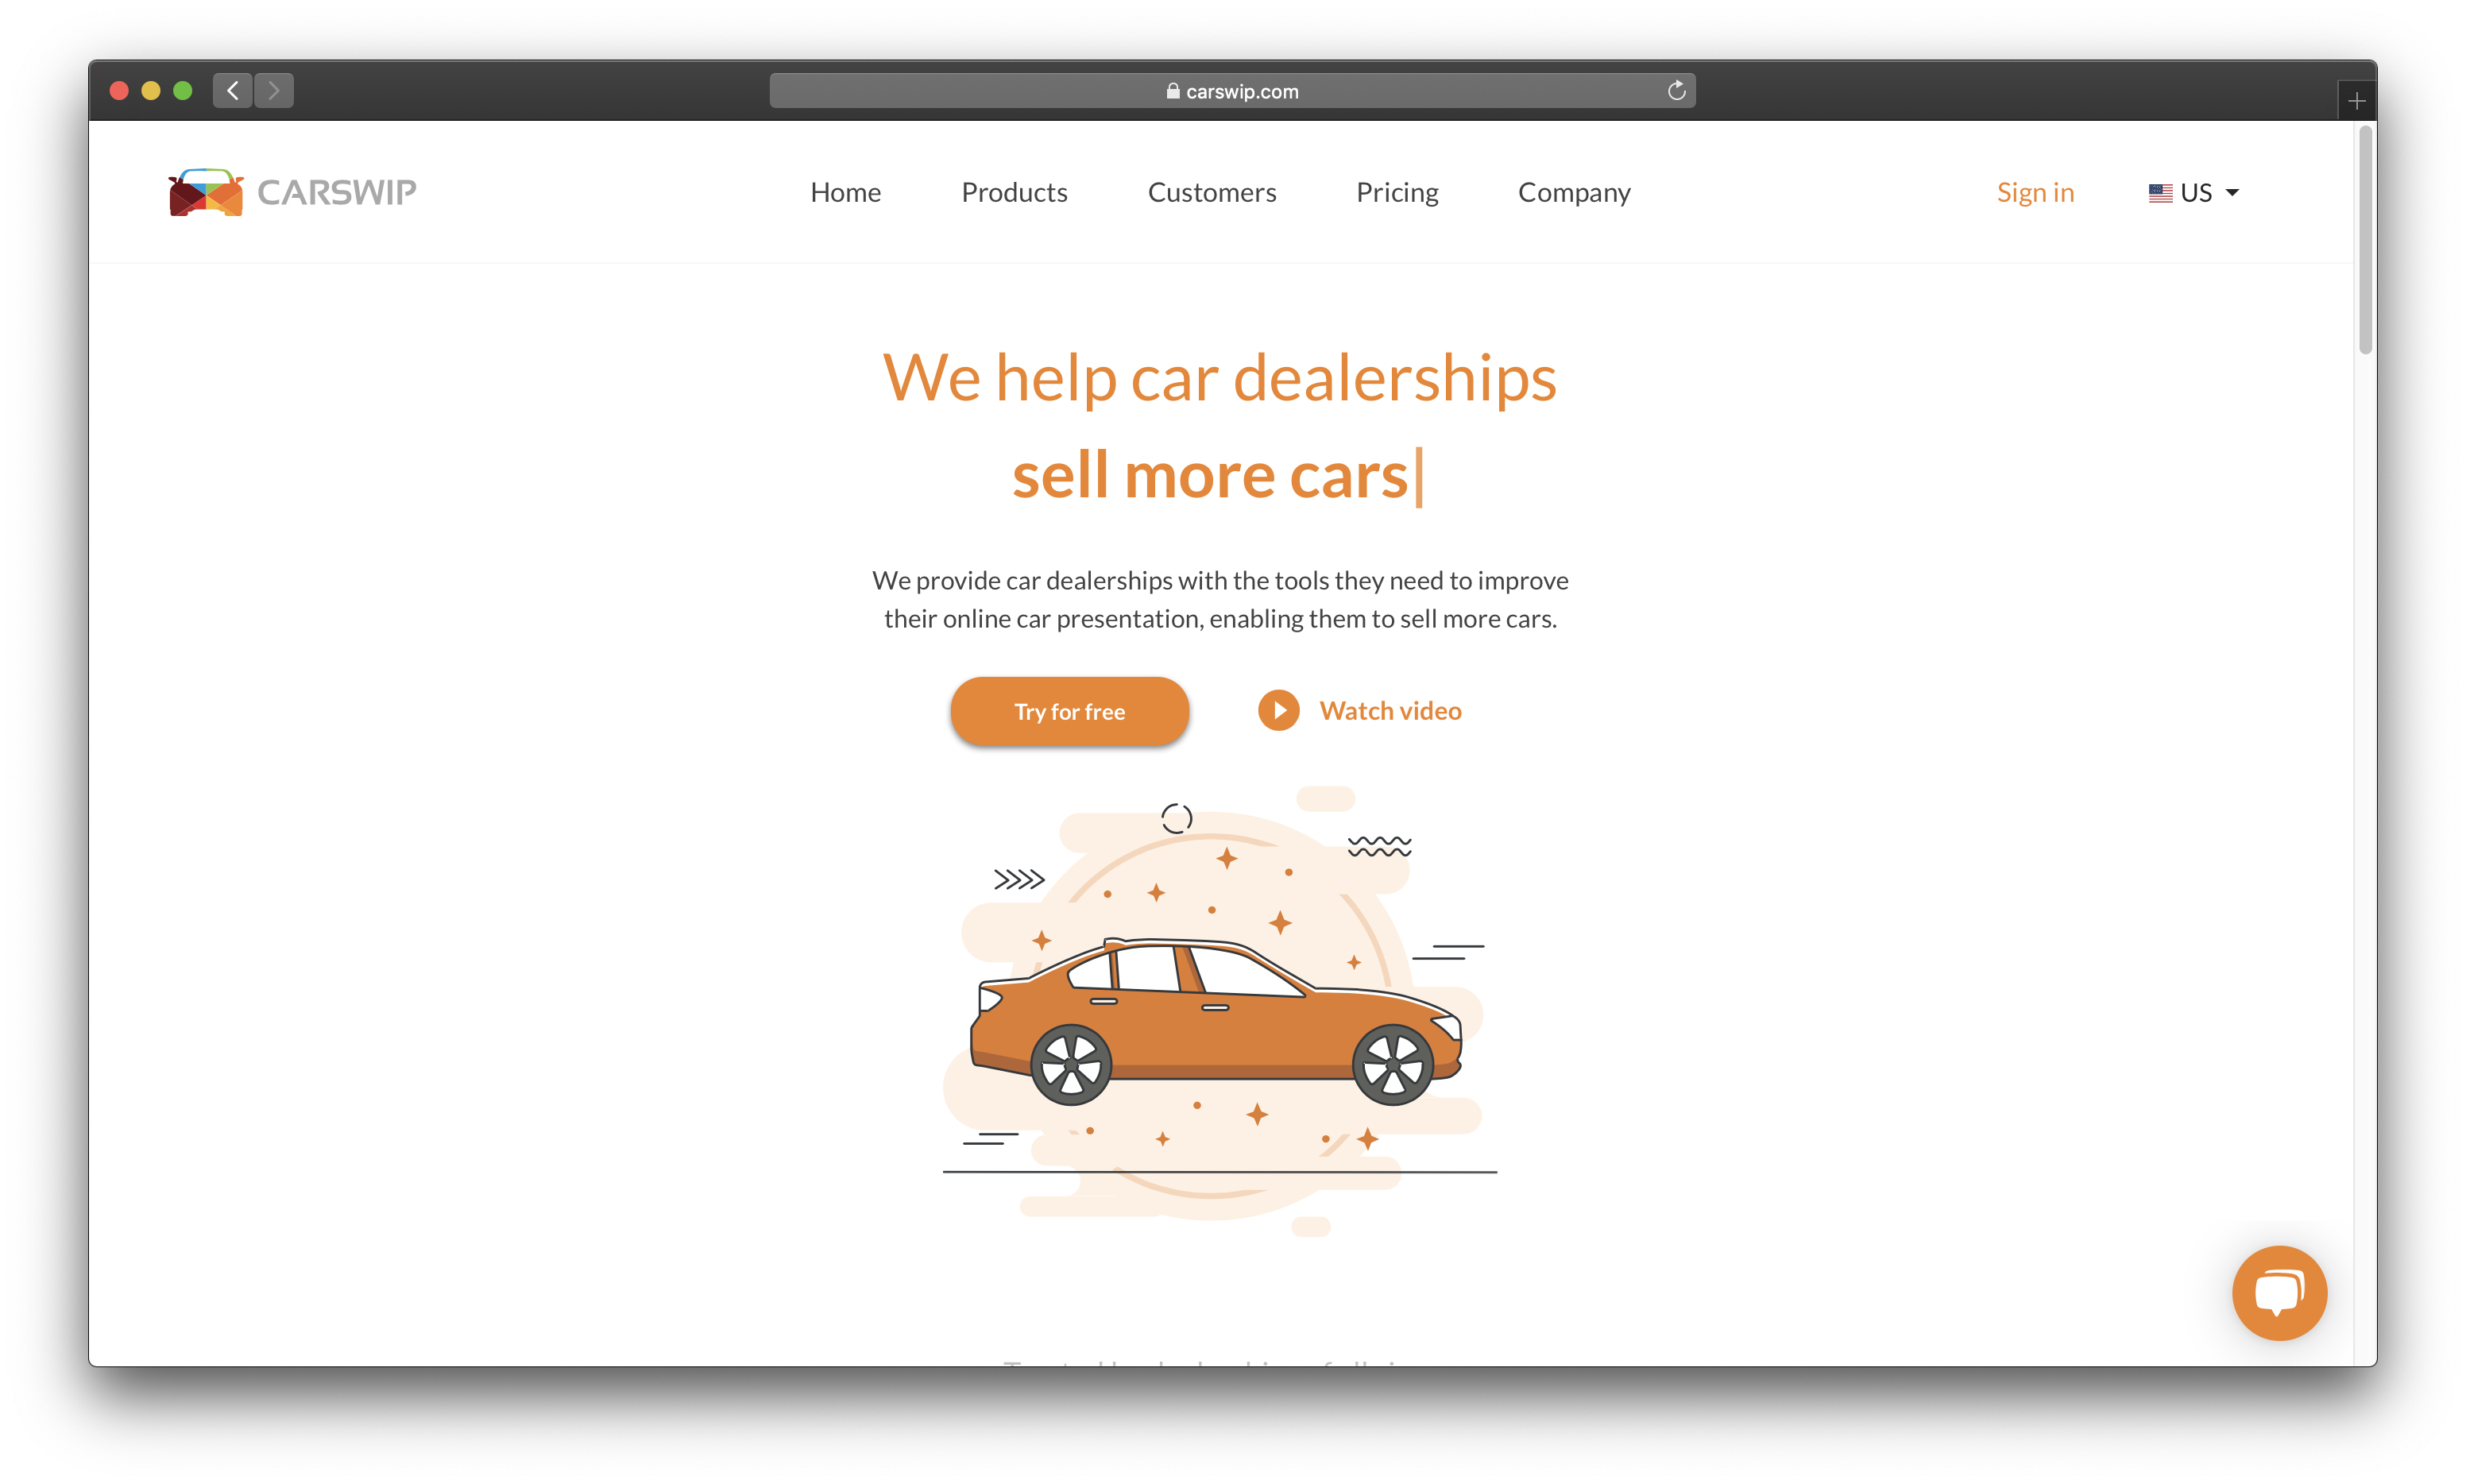 carswip.com
CARSWIP
Home Products Customers Pricing Company Sign in US
We help car dealerships
sell more cars
We provide car dealerships with the tools they need to improve
their online car presentation, enabling them to sell more cars.
Try for free Watch video